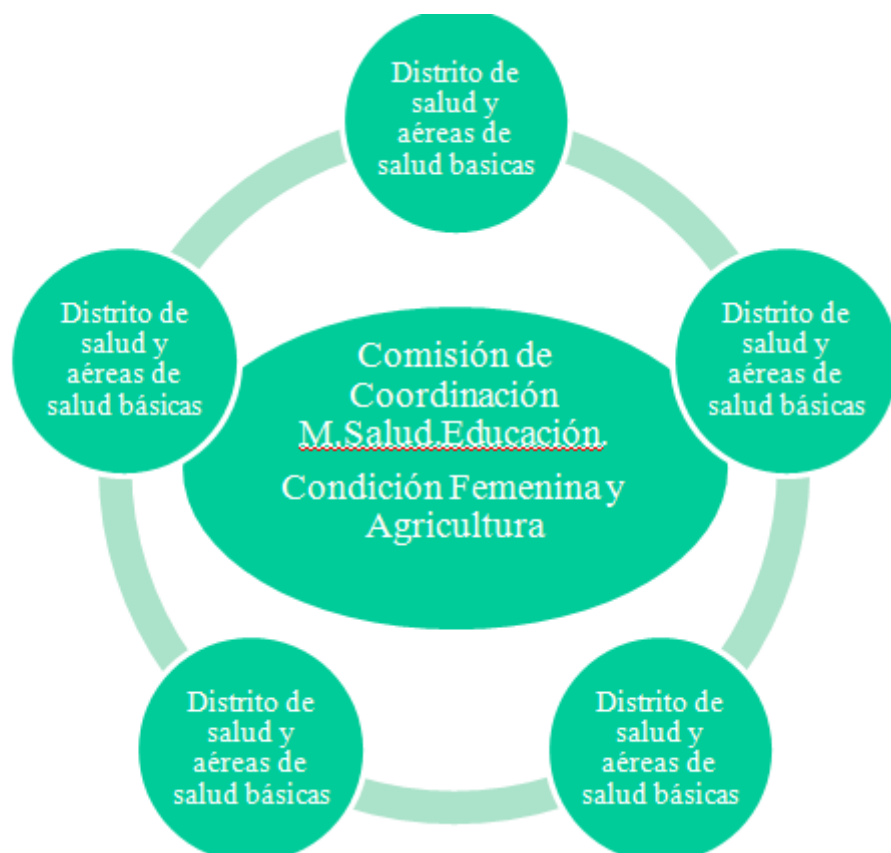 Distrito de
salud y
aéreas de
salud basicas
Distrito de
salud y
aéreas de
salud básicas
Distrito de
salud y
aéreas de
salud básicas
Comisión de
Coordinación
M.Salud.Educación.
Condición Femenina y
Agricultura
Distrito de
salud y
aéreas de
salud básicas
Distrito de
salud y
aéreas de
salud básicas